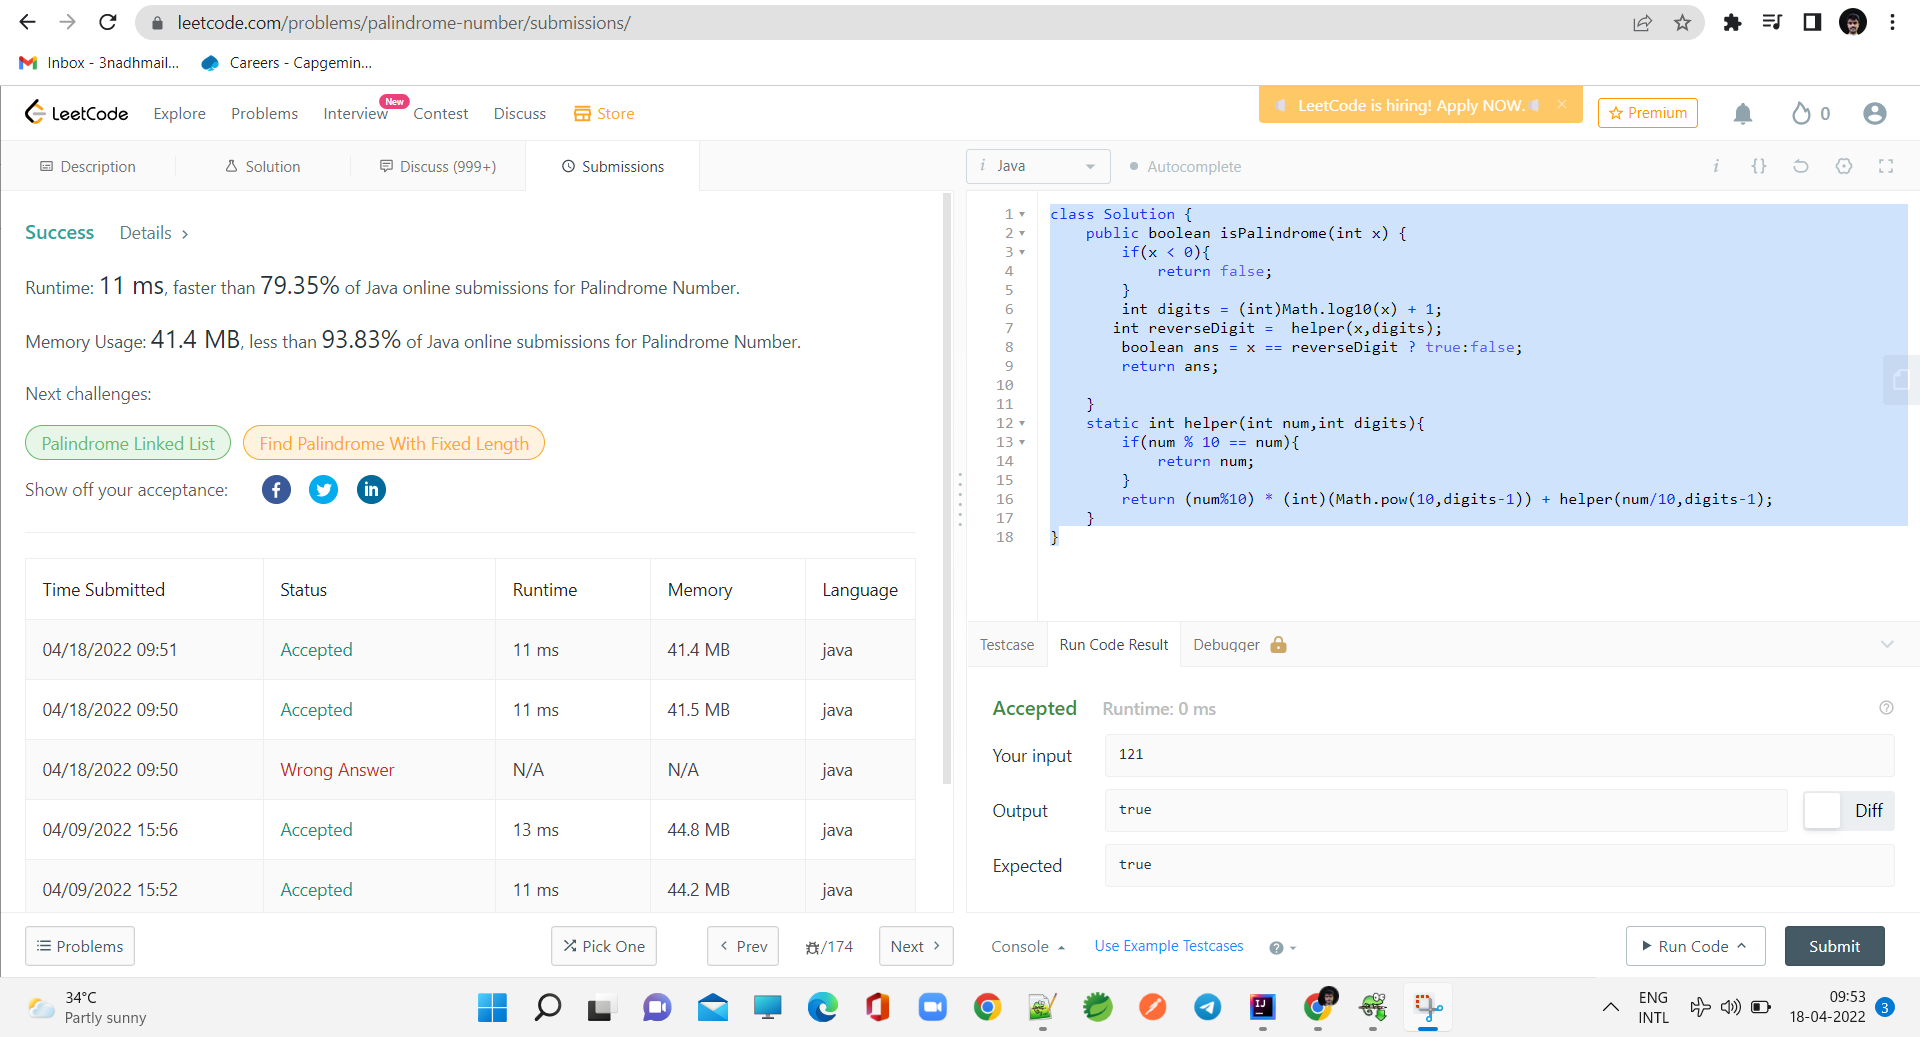 leetcode.com/problems/palindrome-number/submissions/
Inbox - 3nadhmail...
Careers - Capgemin...
LeetCode
Explore
Problems
Interview
New
Contest
Discuss
Store
LeetCode is hiring! Apply NOW.
Premium
0
Description
Solution
Discuss (999+)
Submissions
i Java
Autocomplete
i
{}
Success
Details >
Runtime: 11 ms, faster than 79.35% of Java online submissions for Palindrome Number.
Memory Usage: 41.4 MB, less than 93.83% of Java online submissions for Palindrome Number.
Next challenges:
Palindrome Linked List
Find Palindrome With Fixed Length
Show off your acceptance:
Time Submitted Status Runtime Memory Language
04/18/2022 09:51 Accepted 11 ms 41.4 MB java
04/18/2022 09:50 Accepted 11 ms 41.5 MB java
04/18/2022 09:50 Wrong Answer N/A N/A java
04/09/2022 15:56 Accepted 13 ms 44.8 MB java
04/09/2022 15:52 Accepted 11 ms 44.2 MB java
1 class Solution {
2 public boolean isPalindrome(int x) {
3 if(x < 0){
4 return false;
5 }
6 int digits = (int)Math.log10(x) + 1;
7 int reverseDigit =  helper(x,digits);
8 boolean ans = x == reverseDigit ? true:false;
9 return ans;
10
11 }
12 static int helper(int num,int digits){
13 if(num % 10 == num){
14 return num;
15 }
16 return (num%10) * (int)(Math.pow(10,digits-1)) + helper(num/10,digits-1);
17 }
18 }
Testcase
Run Code Result
Debugger
Accepted
Runtime: 0 ms
Your input
121
Output
true
Diff
Expected
true
Problems
Pick One
< Prev
/174
Next >
Console
Use Example Testcases
?
Run Code
Submit
34°C
Partly sunny
ENG
INTL
09:53
18-04-2022
3